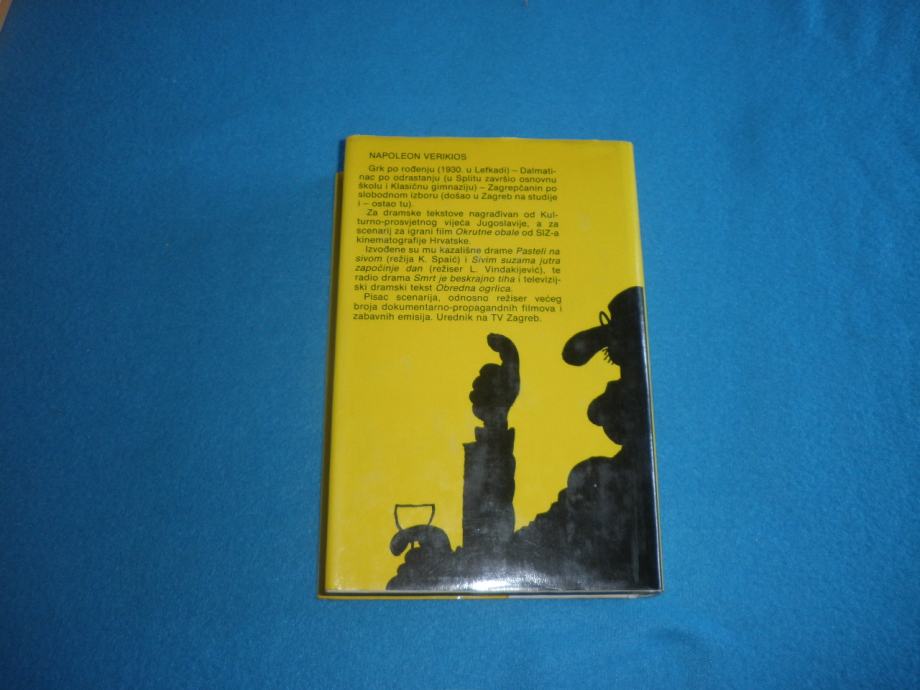 NAPOLEON VERIKIOS
Grk po rođenju (1930. u Lefkadi) – Dalmati-
nac po odrastanju (u Splitu završio osnovnu
školu i Klasičnu gimnaziju) – Zagrepčanin po
slobodnom izboru (došao u Zagreb na studije
i – ostao tu).
Za dramske tekstove nagrađivan od Kul-
turno-prosvjetnog vijeća Jugoslavije, a za
scenarij za igrani film Okrutne obale od SIZ-a
kinematografije Hrvatske.
Izvođene su mu kazališne drame Pasteli na
sivom (režija K. Spaić) i Sivim suzama jutra
započinje dan (režiser L. Vindakijević), te
radio drama Smrt je beskrajno tiha i televizij-
ski dramski tekst Obredna ogrlica.
Pisac scenarija, odnosno režiser većeg
broja dokumentarno-propagandnih filmova i
zabavnih emisija. Urednik na TV Zagreb.